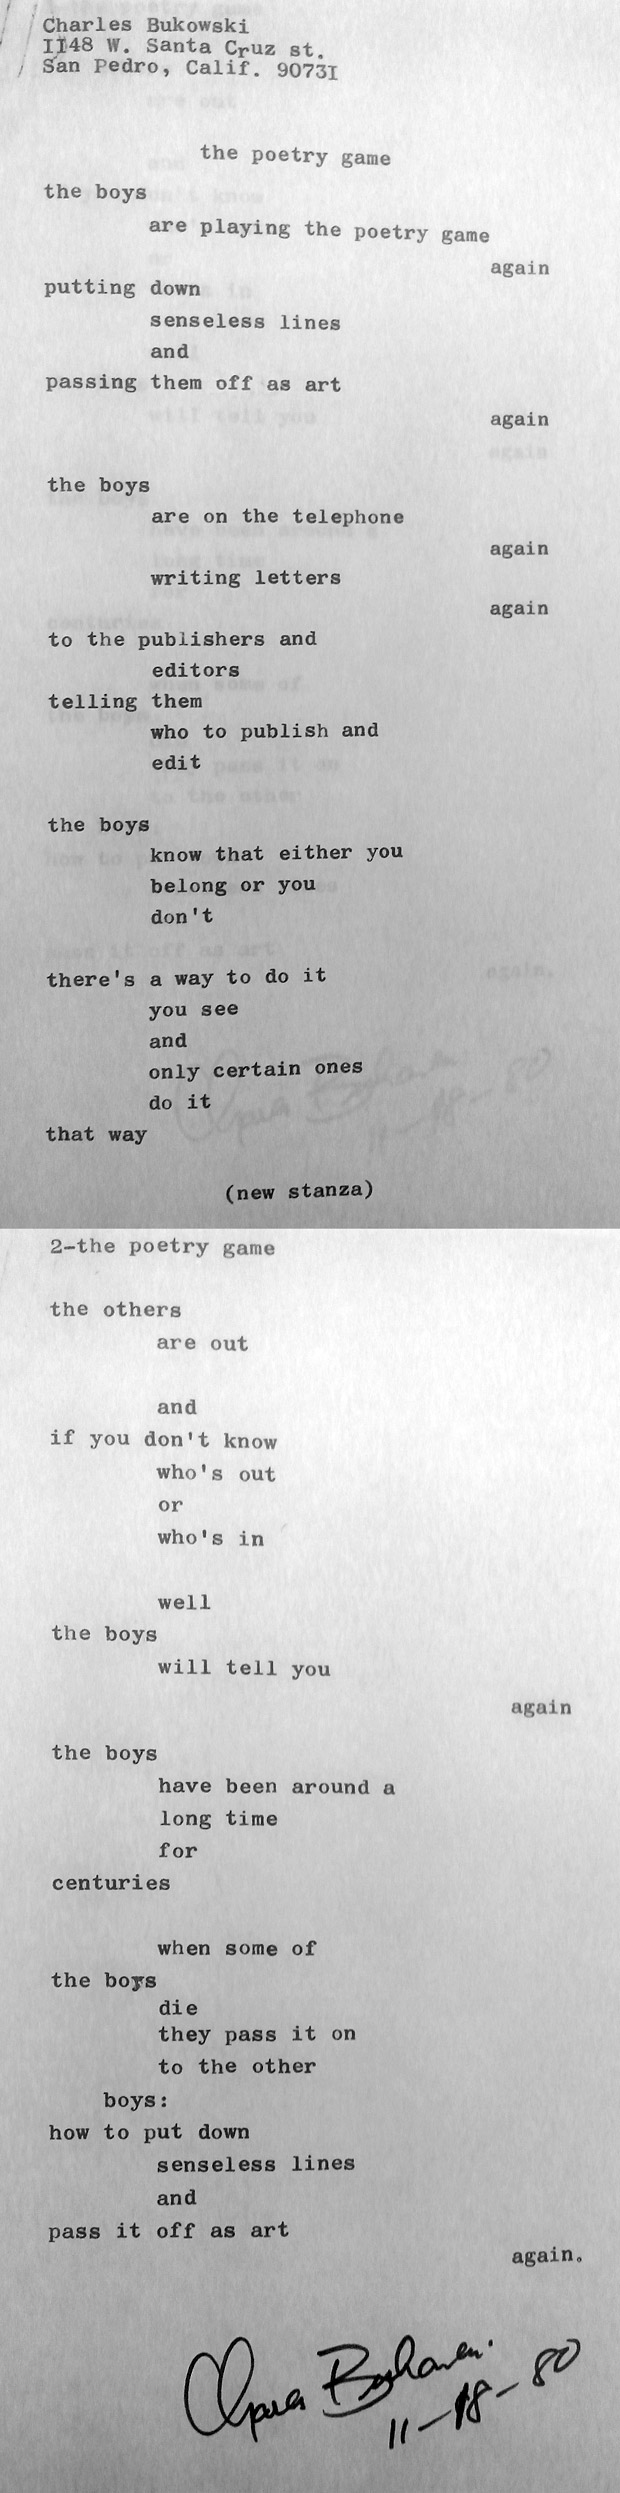 Charles Bukowski
1148 W. Santa Cruz st.
San Pedro, Calif. 9073I
the poetry game
the boys
are playing the poetry game
again
putting down
senseless lines
and
passing them off as art
again
the boys
are on the telephone
again
writing letters
again
to the publishers and
editors
telling them
who to publish and
edit
the boys
know that either you
belong or you
don't
there's a way to do it
you see
and
only certain ones
do it
that way
(new stanza)
2-the poetry game
the others
are out
and
if you don't know
who's out
or
who's in
well
the boys
will tell you
again
the boys
have been around a
long time
for
centuries
when some of
the boys
die
they pass it on
to the other
boys:
how to put down
senseless lines
and
pass it off as art
again.
Charles Bukowski
11-18-80